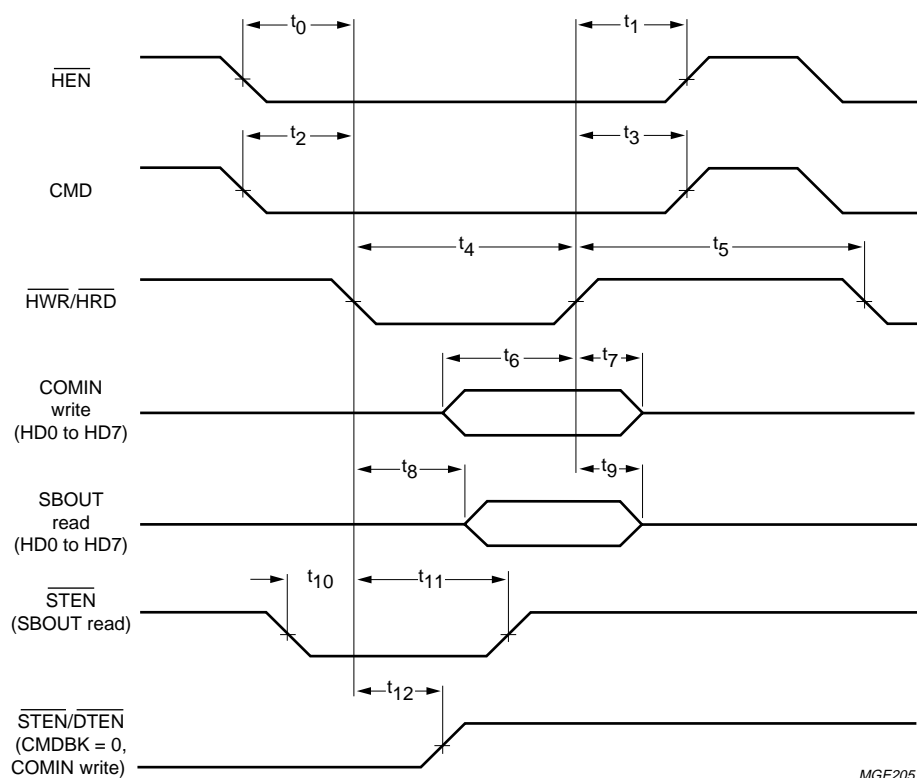 t0
t1
HEN
t2
t3
CMD
t4
t5
HWR/HRD
t6
t7
COMIN
write
(HD0 to HD7)
t8
t9
SBOUT
read
(HD0 to HD7)
t10
t11
STEN
(SBOUT read)
t12
STEN/DTEN
(CMDBK = 0,
COMIN write)
MGE205